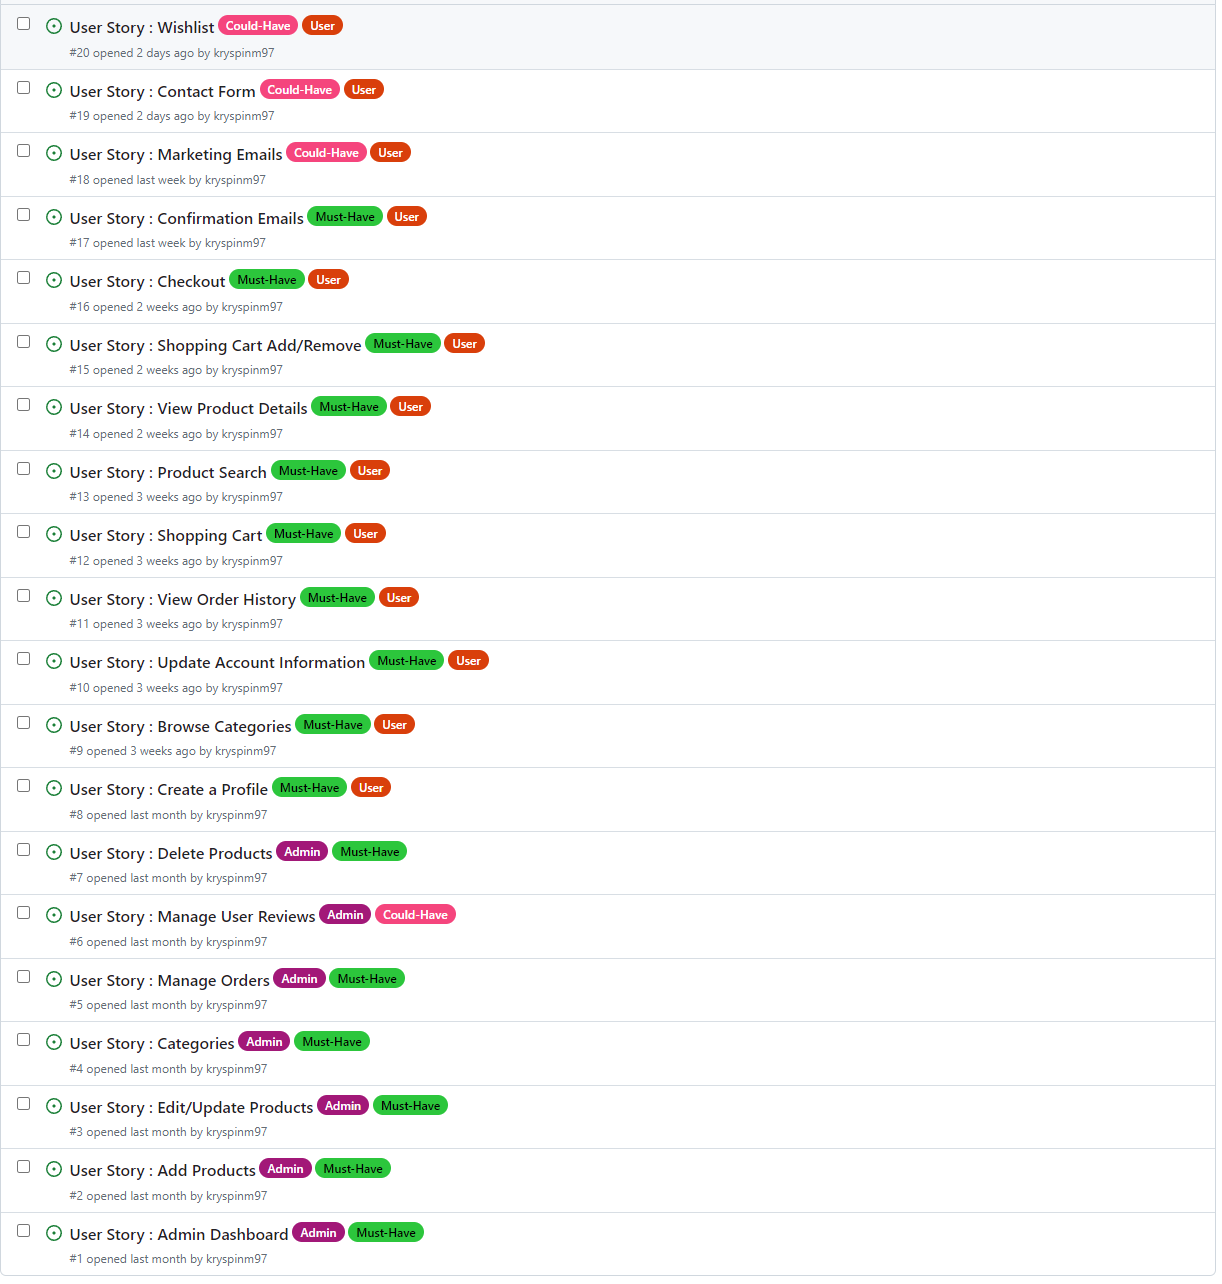 User Story : Wishlist Could-Have User
#20 opened 2 days ago by kryspinm97
User Story : Contact Form Could-Have User
#19 opened 2 days ago by kryspinm97
User Story : Marketing Emails Could-Have User
#18 opened last week by kryspinm97
User Story : Confirmation Emails Must-Have User
#17 opened last week by kryspinm97
User Story : Checkout Must-Have User
#16 opened 2 weeks ago by kryspinm97
User Story : Shopping Cart Add/Remove Must-Have User
#15 opened 2 weeks ago by kryspinm97
User Story : View Product Details Must-Have User
#14 opened 2 weeks ago by kryspinm97
User Story : Product Search Must-Have User
#13 opened 3 weeks ago by kryspinm97
User Story : Shopping Cart Must-Have User
#12 opened 3 weeks ago by kryspinm97
User Story : View Order History Must-Have User
#11 opened 3 weeks ago by kryspinm97
User Story : Update Account Information Must-Have User
#10 opened 3 weeks ago by kryspinm97
User Story : Browse Categories Must-Have User
#9 opened 3 weeks ago by kryspinm97
User Story : Create a Profile Must-Have User
#8 opened last month by kryspinm97
User Story : Delete Products Admin Must-Have
#7 opened last month by kryspinm97
User Story : Manage User Reviews Admin Could-Have
#6 opened last month by kryspinm97
User Story : Manage Orders Admin Must-Have
#5 opened last month by kryspinm97
User Story : Categories Admin Must-Have
#4 opened last month by kryspinm97
User Story : Edit/Update Products Admin Must-Have
#3 opened last month by kryspinm97
User Story : Add Products Admin Must-Have
#2 opened last month by kryspinm97
User Story : Admin Dashboard Admin Must-Have
#1 opened last month by kryspinm97